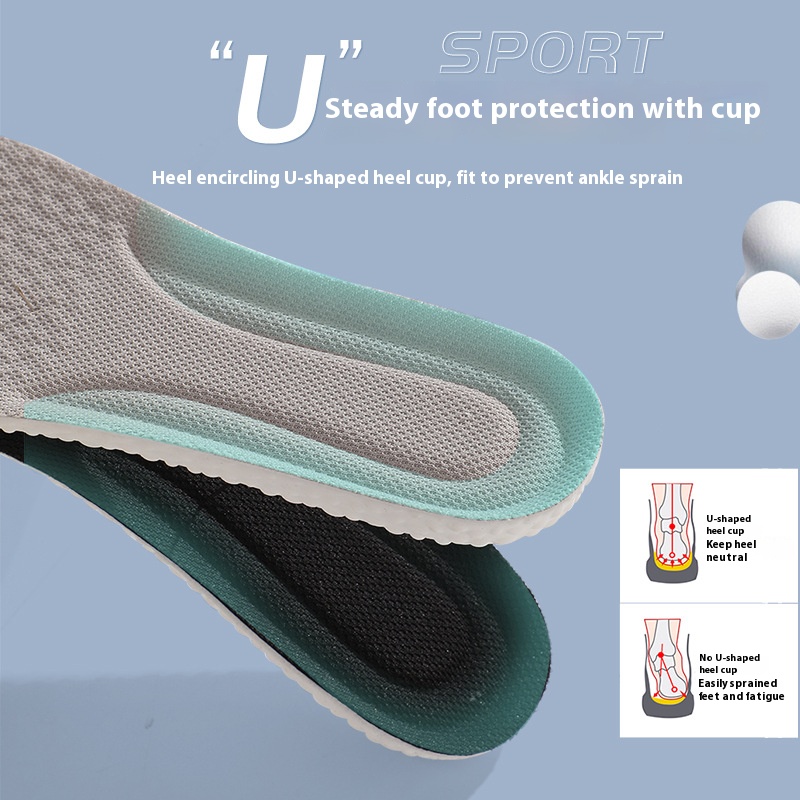 SPORT
“U” Steady foot protection with cup
Heel encircling U-shaped heel cup, fit to prevent ankle sprain
U-shaped
heel cup
Keep heel
neutral
No U-shaped
heel cup
Easily sprained
feet and fatigue